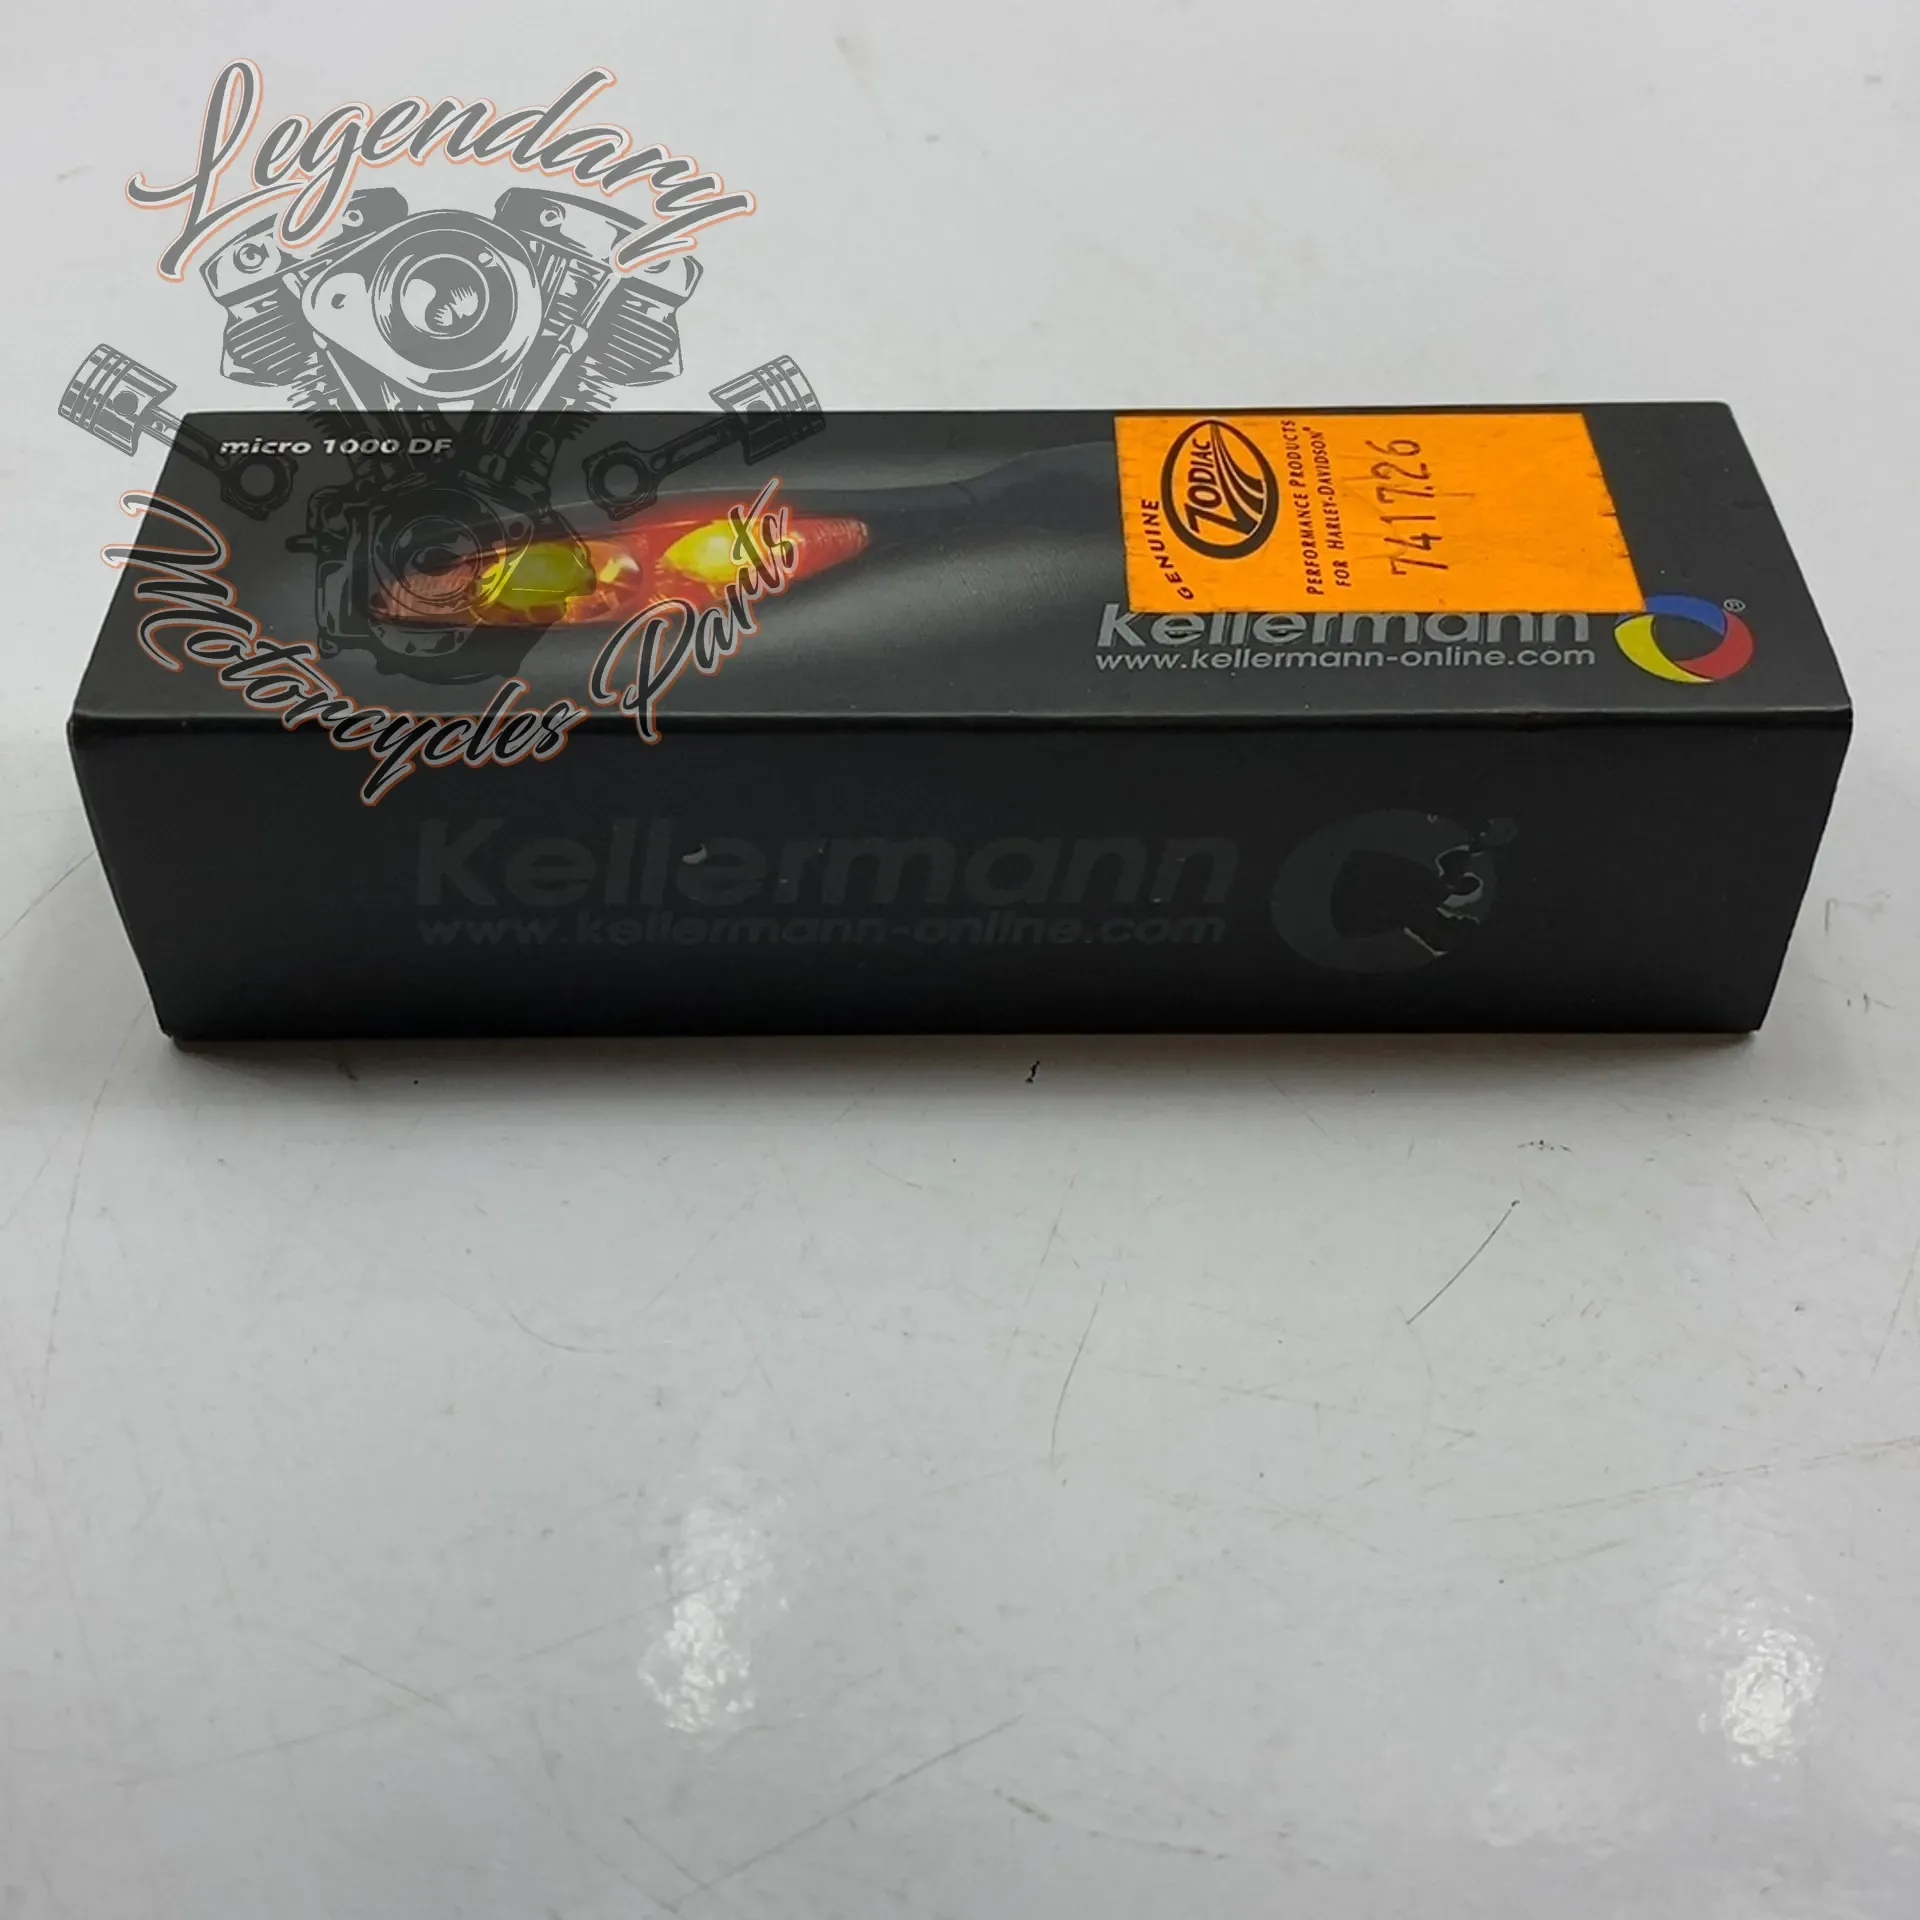 Legendary
Motorcycles Parts
micro 1000 DF
GENUINE
ZODIAC
PERFORMANCE PRODUCTS
FOR HARLEY-DAVIDSON®
741726
Kellermann ®
www.kellermann-online.com
Kellermann
www.kellermann-online.com